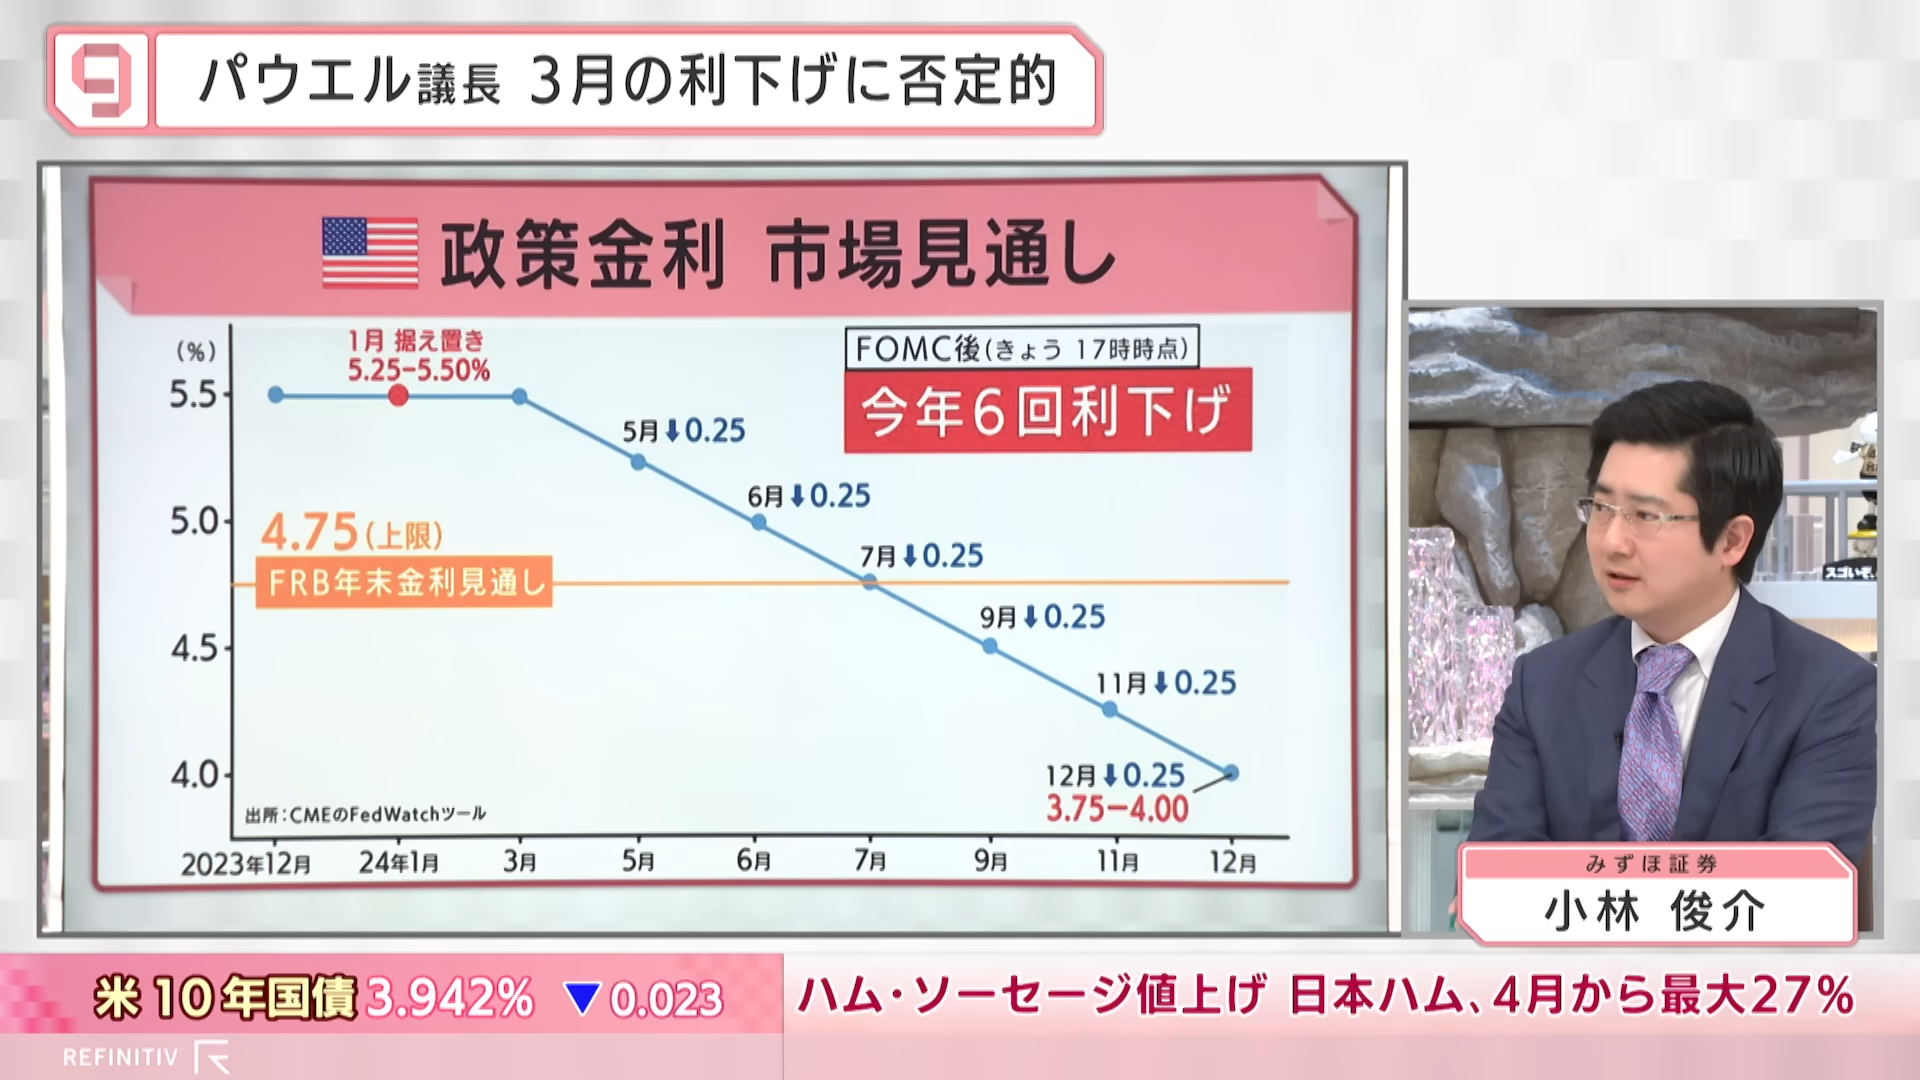 9
パウエル議長 3月の利下げに否定的
政策金利 市場見通し
(%)
1月 据え置き
5.25−5.50%
FOMC後(きょう 17時時点)
今年6回利下げ
5.5
5月⬇0.25
6月⬇0.25
5.0
4.75(上限)
7月⬇0.25
FRB年末金利見通し
9月⬇0.25
4.5
11月⬇0.25
4.0
12月⬇0.25
3.75−4.00
出所:CMEのFedWatchツール
2023年12月 24年1月 3月 5月 6月 7月 9月 11月 12月
スゴいぞ
みずほ証券
小林 俊介
米10年国債 3.942% ▼0.023
ハム・ソーセージ値上げ 日本ハム、4月から最大27%
REFINITIV